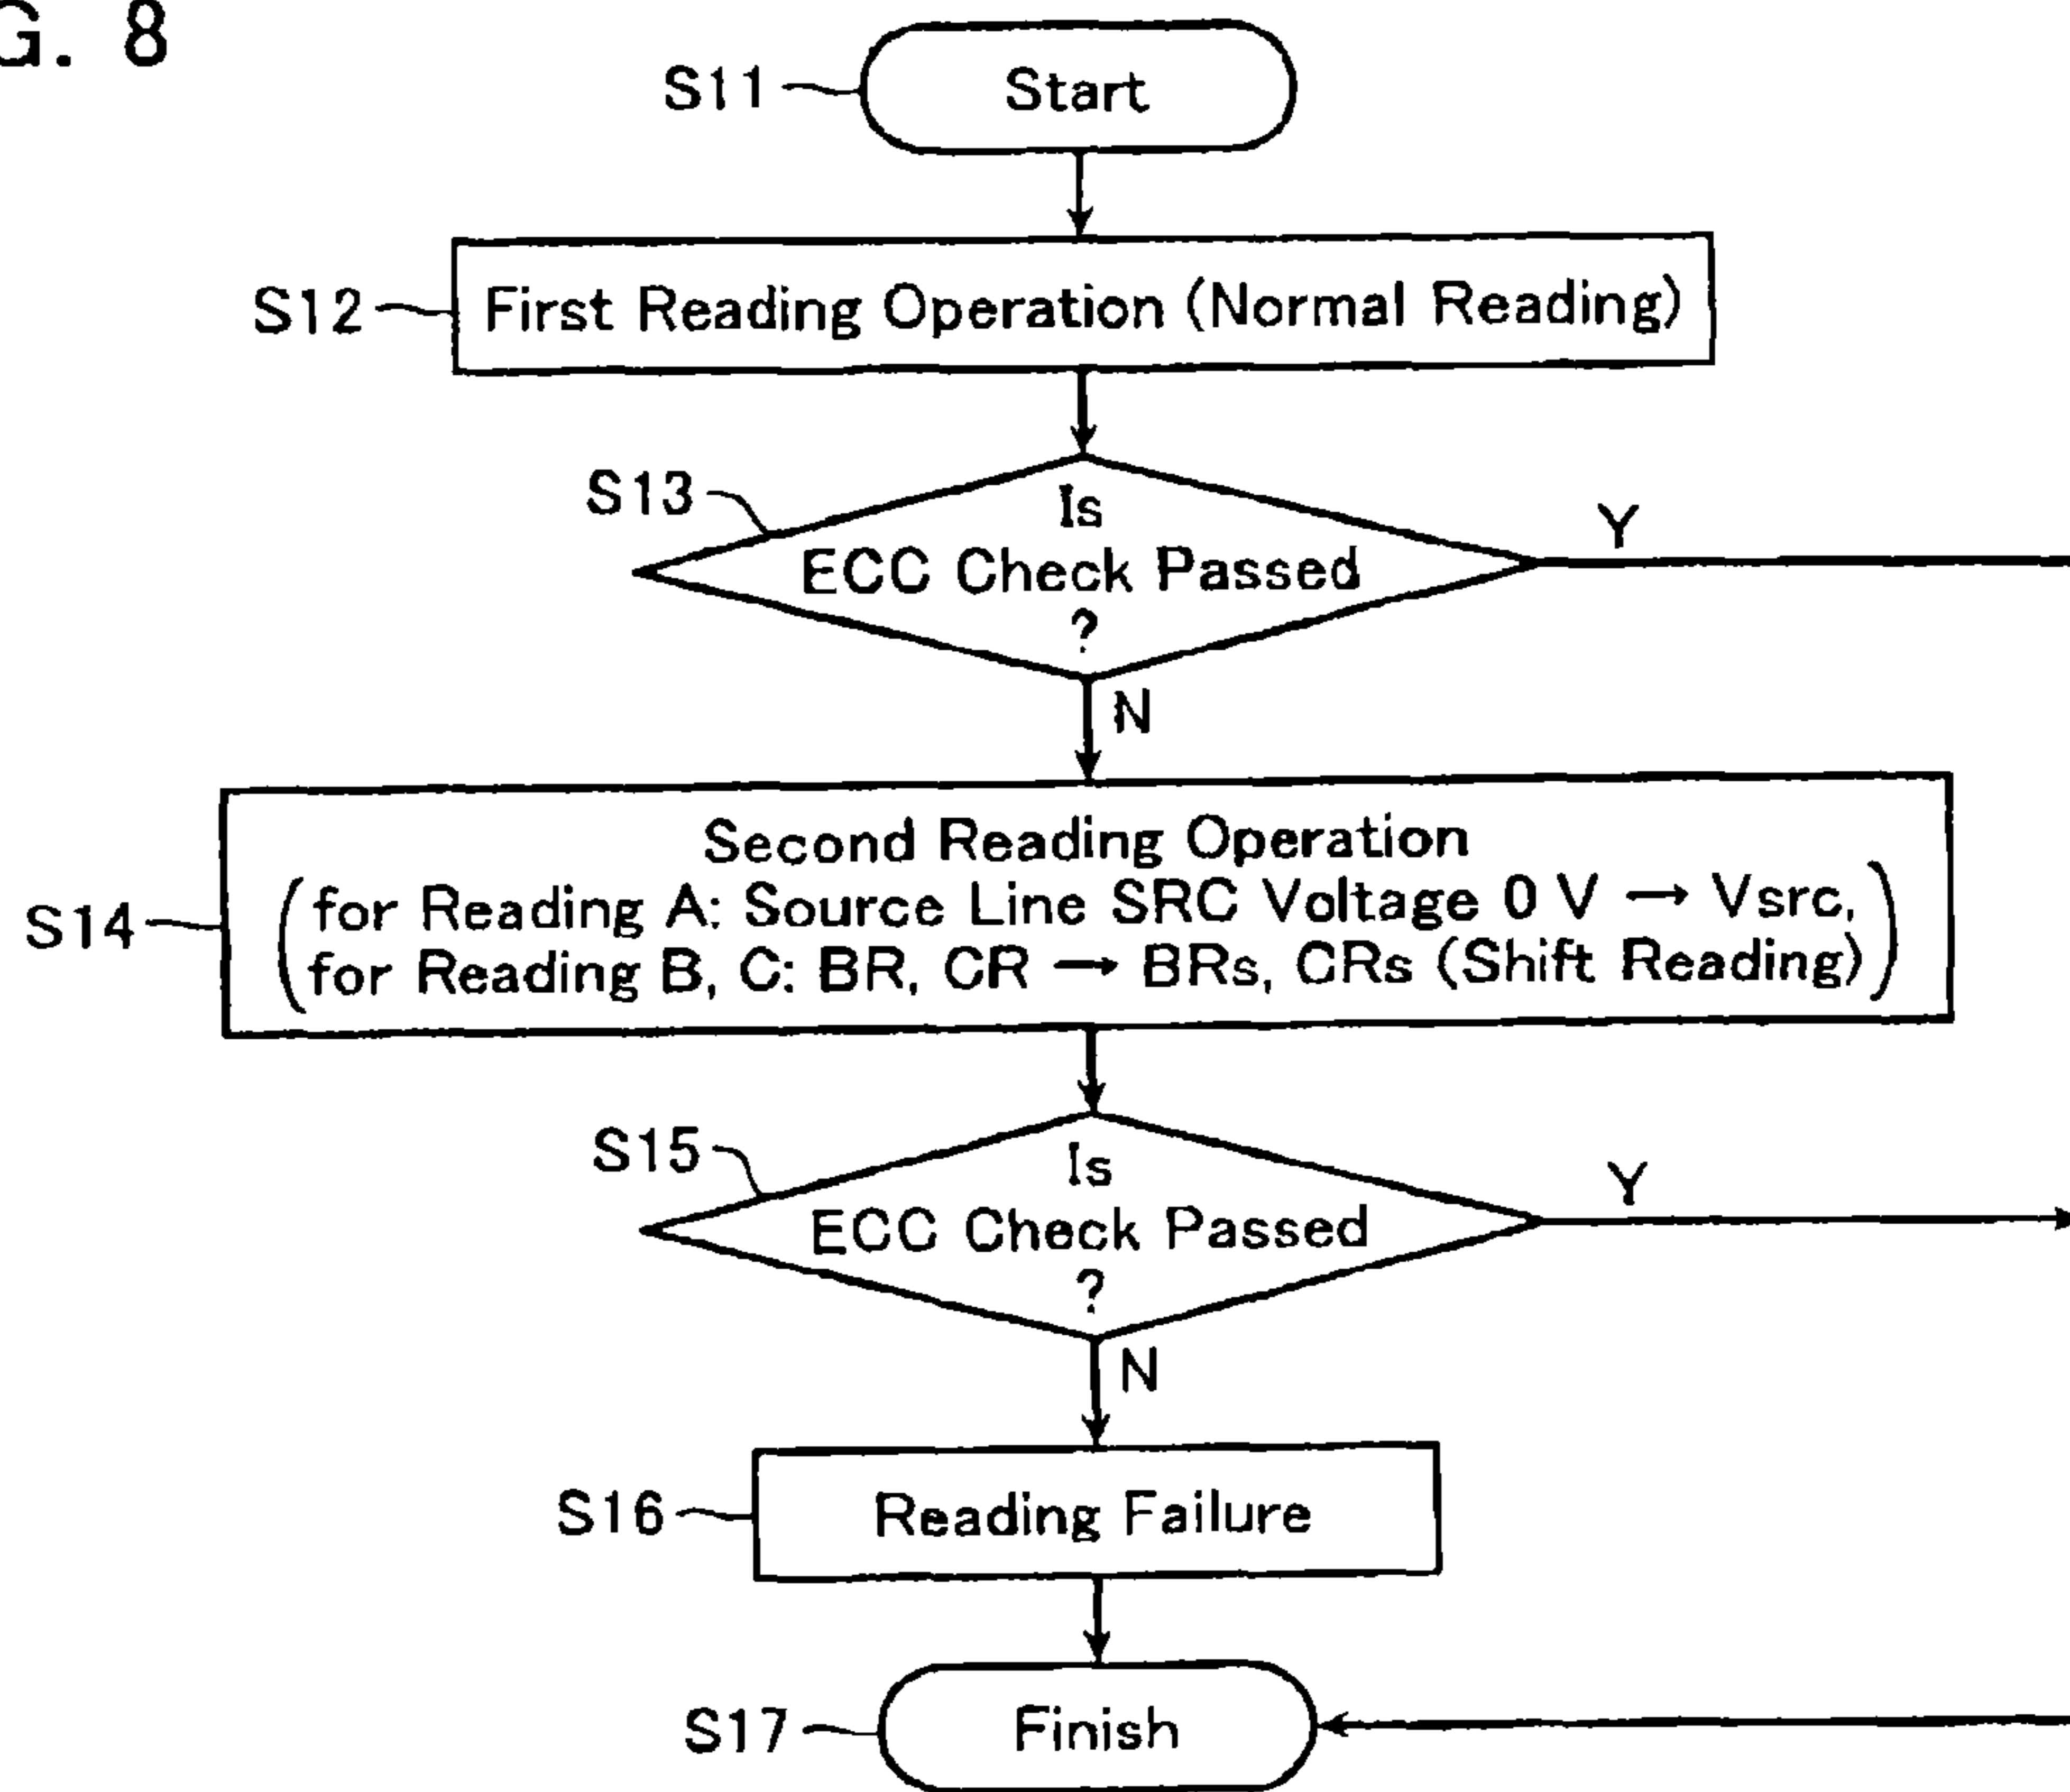 G. 8
S11
Start
S12
First Reading Operation (Normal Reading)
S13
Is
ECC Check Passed
?
Y
N
S14
Second Reading Operation
(for Reading A: Source Line SRC Voltage 0 V → Vsrc,
for Reading B, C: BR, CR → BRs, CRs (Shift Reading))
S15
Is
ECC Check Passed
?
Y
N
S16
Reading Failure
S17
Finish